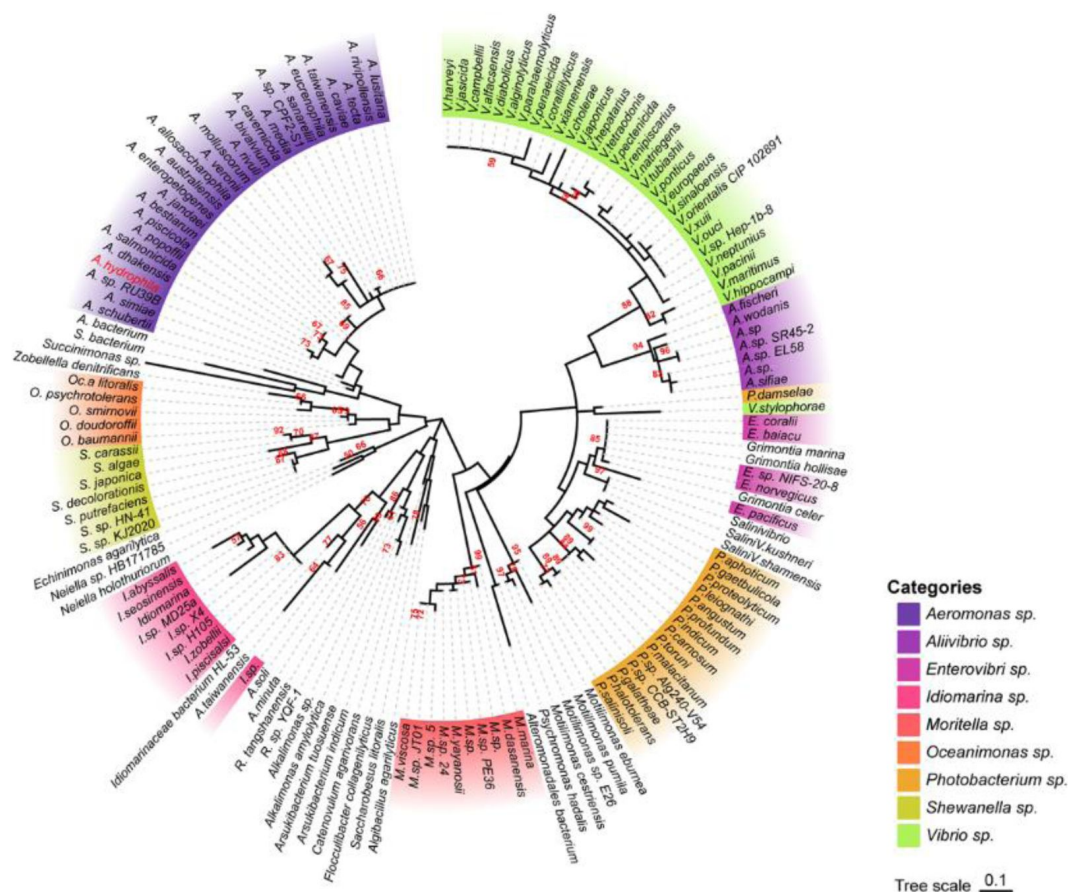 A. lusitana
A. rivipollensis
A. tecta
A. caviae
A. taiwanensis
A. eucrenophila
A. sanarellii
A. sp. CPF2-S1
A. media
A. cavernicola
A. bivalvium
A. rivuli
A. molluscorum
A. veronii
A. allosaccharophila
A. australiensis
A. enteropelogenes
A. jandaei
A. bestiarum
A. piscicola
A. popoffii
A. salmonicida
A. dhakensis
A. hydrophila
A. sp. RU39B
A. simiae
A. schubertii
A. bacterium
S. bacterium
Succinimonas sp.
Zobellella denitrificans
Oc.a litoralis
O. psychrotolerans
O. smirnovii
O. doudoroffii
O. baumannii
S. carassii
S. algae
S. japonica
S. decolorationis
S. putrefaciens
S. sp. HN-41
S. sp. KJ2020
Echinimonas agarilytica
Neiella sp. HB171785
Neiella holothuriorum
I.abyssalis
I.seosinensis
Idiomarina
I.sp. MD25a
I.sp. X4
I.sp. H105
I.zobellii
I.piscisalsi
Idiomarinaceae bacterium HL-53
A.taiwanensis
I.sp.
A.soli
A.minuta
R. tangshanensis
R. sp. YQF-1
Alkalimonas sp.
Alkalimonas amylolytica
Arsukibacterium tuosuense
Arsukibacterium indicum
Catenovulum agarivorans
Flocculibacter collagenilyticus
Saccharobesus litoralis
Algibacillus agarilyticus
M.viscosa
M.sp. JT01
M. dsp. 5
M.sp. 24
M.yayanosii
M.sp. PE36
M.sp.
M.dasanensis
M.marina
Alteromonadales bacterium
Psychromonas hadalis
Motilimonas cestriensis
Motilimonas sp. E26
Motilimonas pumila
Motilimonas eburnea
P.salinisoli
P.halotolerans
P.galatheae
P.sp. CCB-ST2H9
P.sp. Alg240-V54
P.malacitanum
P.toruni
P.carnosum
P.indicum
P.profundum
P.angustum
P.leiognathi
P.proteolyticum
P.gaetbulicola
P.aphoticum
SaliniV.sharmensis
SaliniV.kushneri
Salinivibrio
E. pacificus
Grimontia celer
E. norvegicus
E. sp. NIFS-20-8
Grimontia hollisae
Grimontia marina
E. baiacu
E. coralii
V.stylophorae
P.damselae
A.sifiae
A.sp.
A.sp. EL58
A.sp. SR45-2
A.sp
A.wodanis
A.fischeri
V.hippocampi
V.maritimus
V.pacinii
V.neptunius
V.sp. Hep-1b-8
V.ouci
V.xuii
V.orientalis CIP 102891
V.sinaloensis
V.europaeus
V.ponticus
V.tubiashii
V.natriegens
V.renipiscarius
V.pectenicida
V.tetraodonis
V.hepatarius
V.japonicus
V.cholerae
V.xiamenensis
V.coralliilyticus
V.penaeicida
V.parahaemolyticus
V.alginolyticus
V.diabolicus
V.alfacsensis
V.campbellii
V.jasicida
V.harveyi
Categories
Aeromonas sp.
Aliivibrio sp.
Enterovibri sp.
Idiomarina sp.
Moritella sp.
Oceanimonas sp.
Photobacterium sp.
Shewanella sp.
Vibrio sp.
Tree scale 0.1